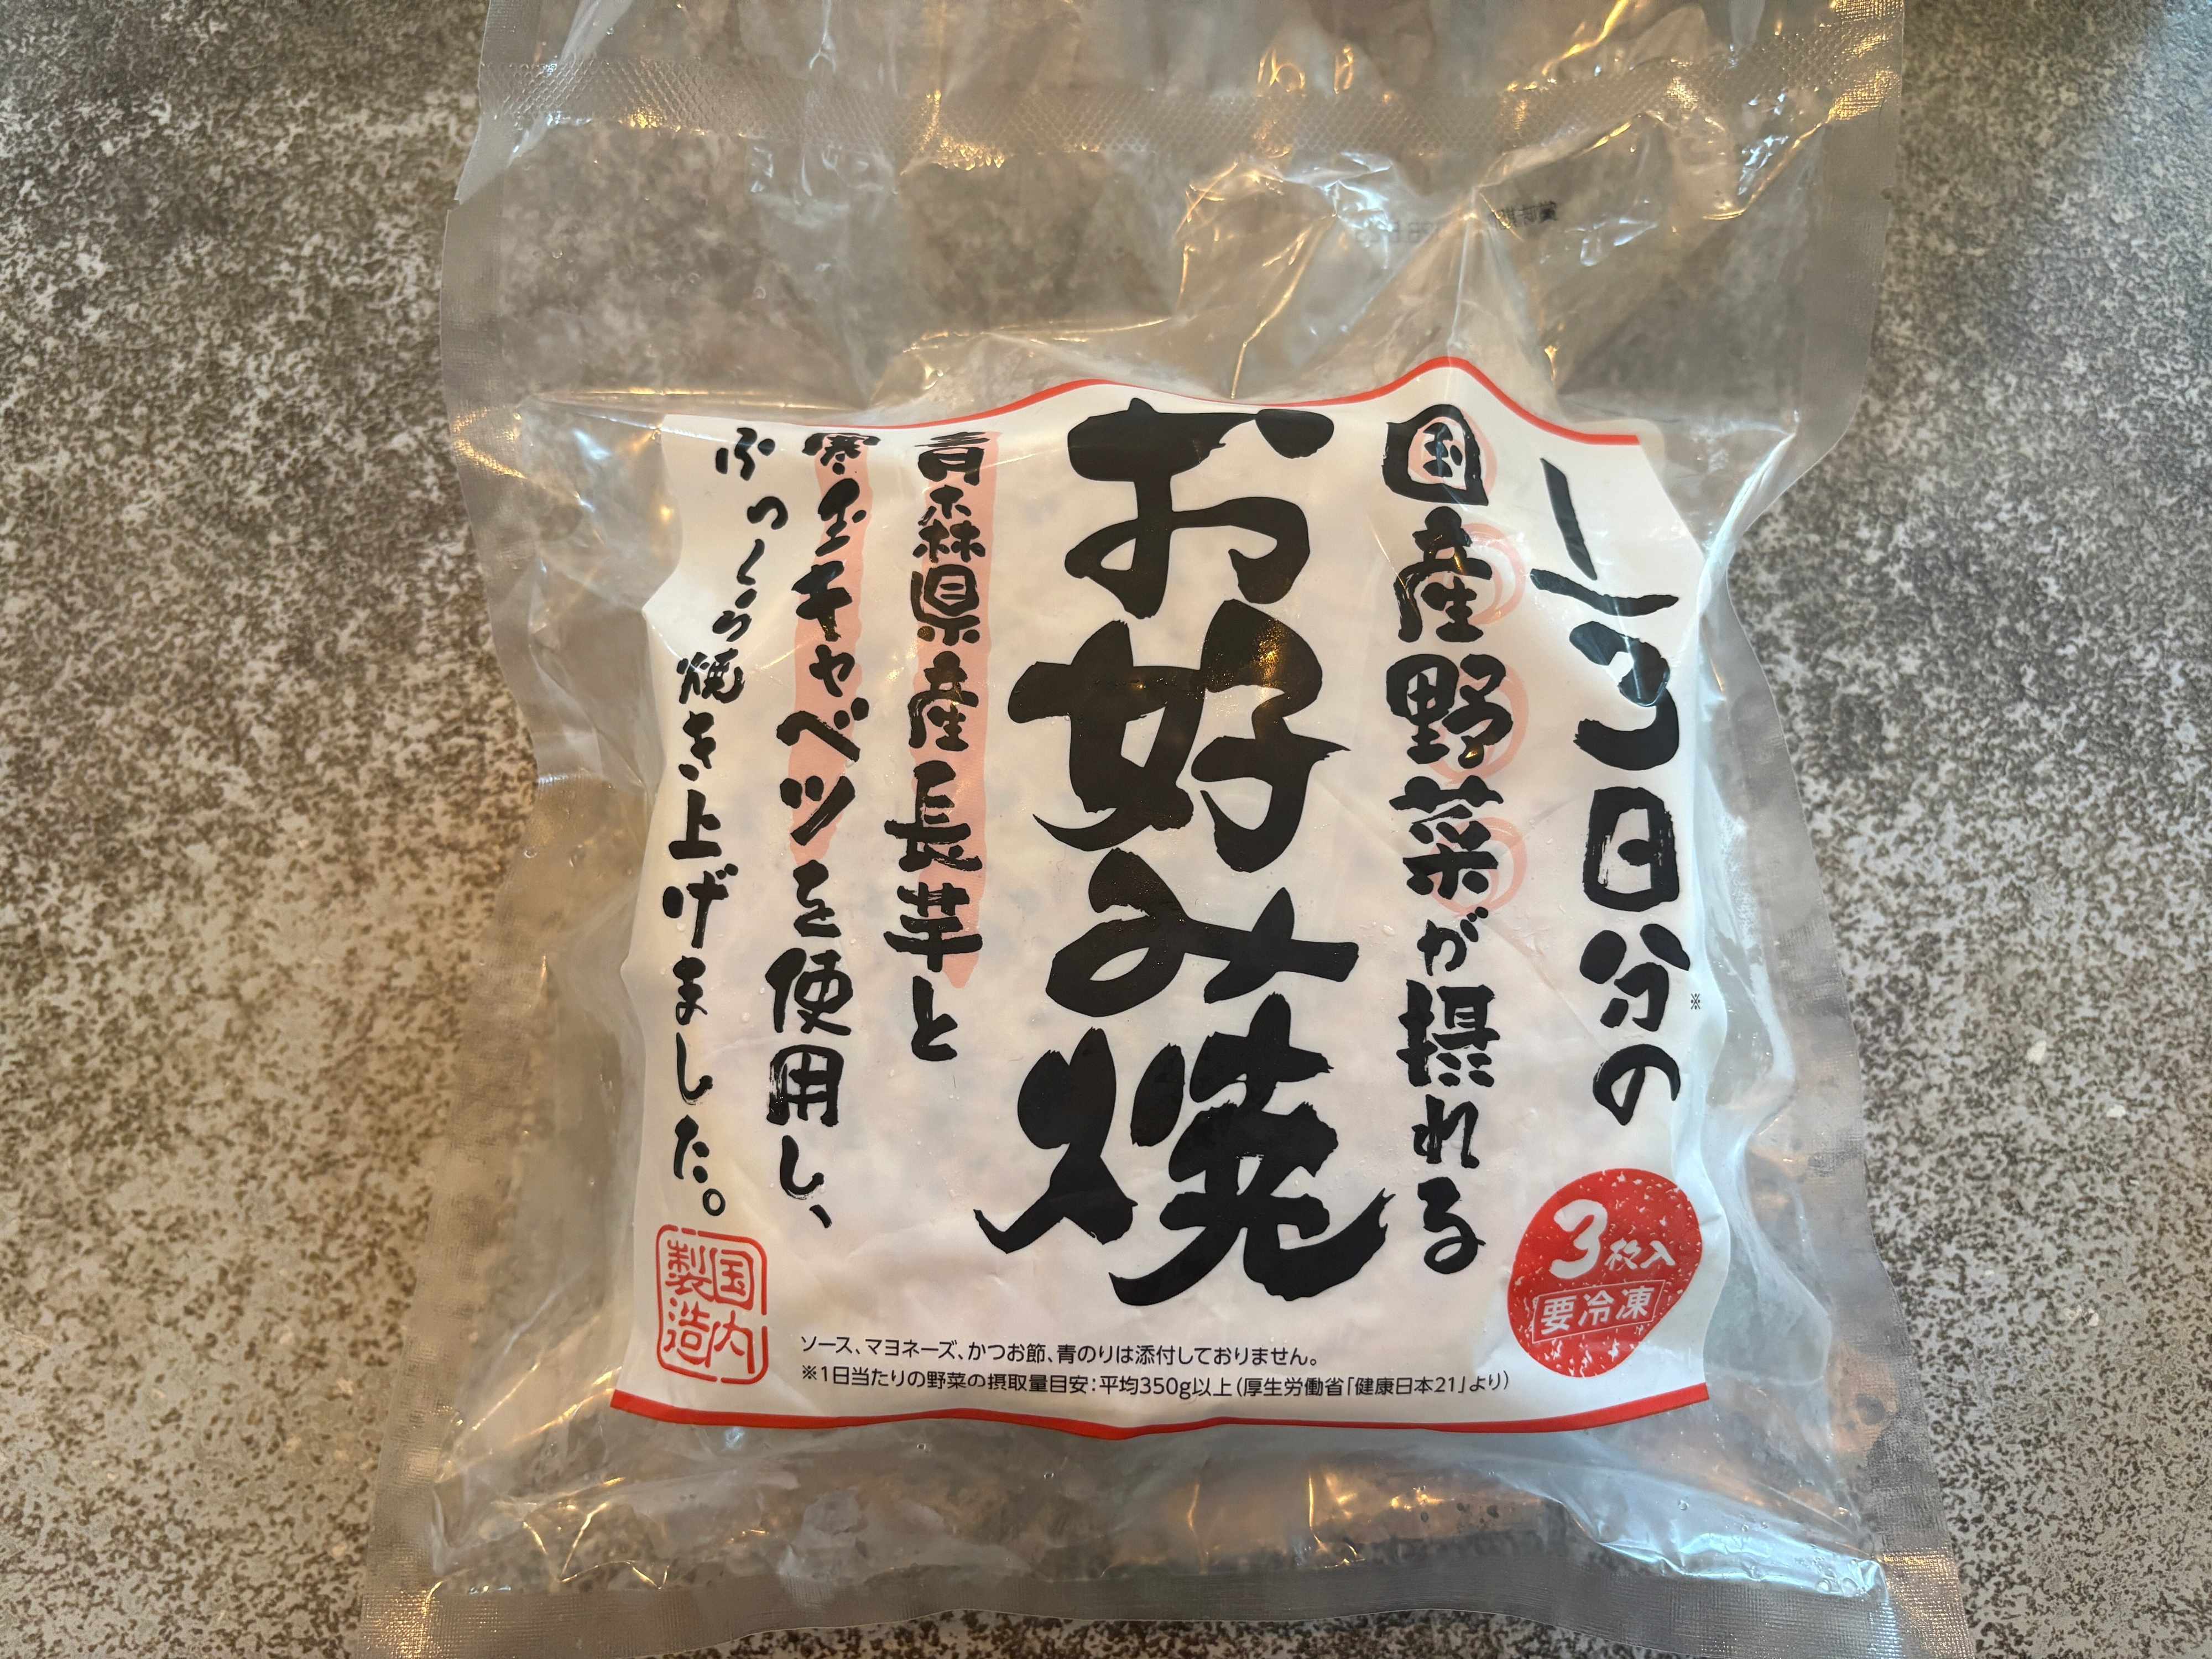 1/3日分の※
国産野菜が摂れる
お好み焼
青森県産長芋と
寒玉キャベツを使用し、
ふっくら焼き上げました。
3枚入
要冷凍
国内
製造
ソース、マヨネーズ、かつお節、青のりは添付しておりません。
※1日当たりの野菜の摂取量目安：平均350g以上（厚生労働省「健康日本21」より）